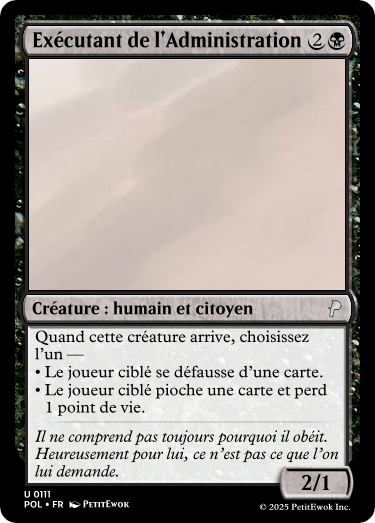 Exécutant de l'Administration 2
Créature : humain et citoyen
Quand cette créature arrive, choisissez
l'un —
• Le joueur ciblé se défausse d'une carte.
• Le joueur ciblé pioche une carte et perd
1 point de vie.
Il ne comprend pas toujours pourquoi il obéit.
Heureusement pour lui, ce n'est pas ce que l'on
lui demande.
2/1
U 0111
POL • FR PetitEwok
© 2025 PetitEwok Inc.